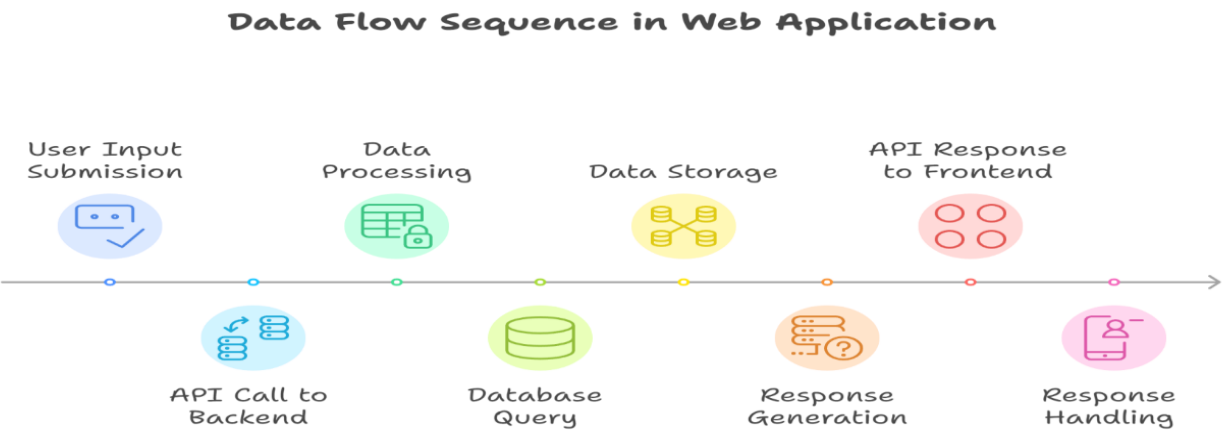 Data Flow Sequence in Web Application
User Input
Submission
API Call to
Backend
Data
Processing
Database
Query
Data Storage
Response
Generation
API Response
to Frontend
Response
Handling